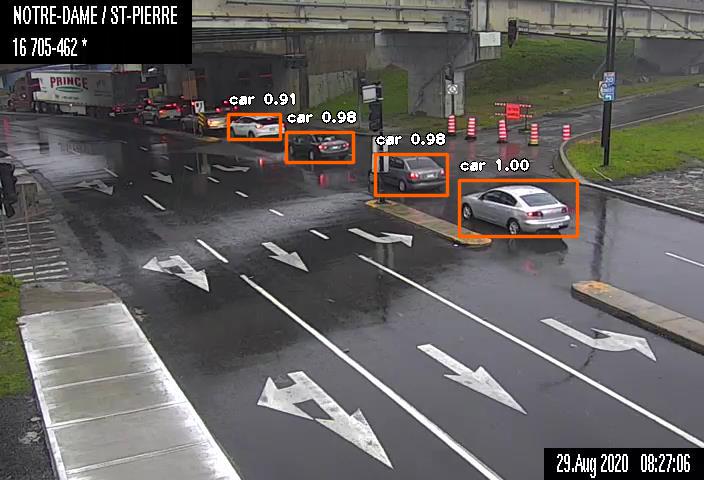 NOTRE-DAME / ST-PIERRE
16 705-462 *
PRINCE
car 0.91
car 0.98
car 0.98
car 1.00
29.Aug 2020 08:27:06